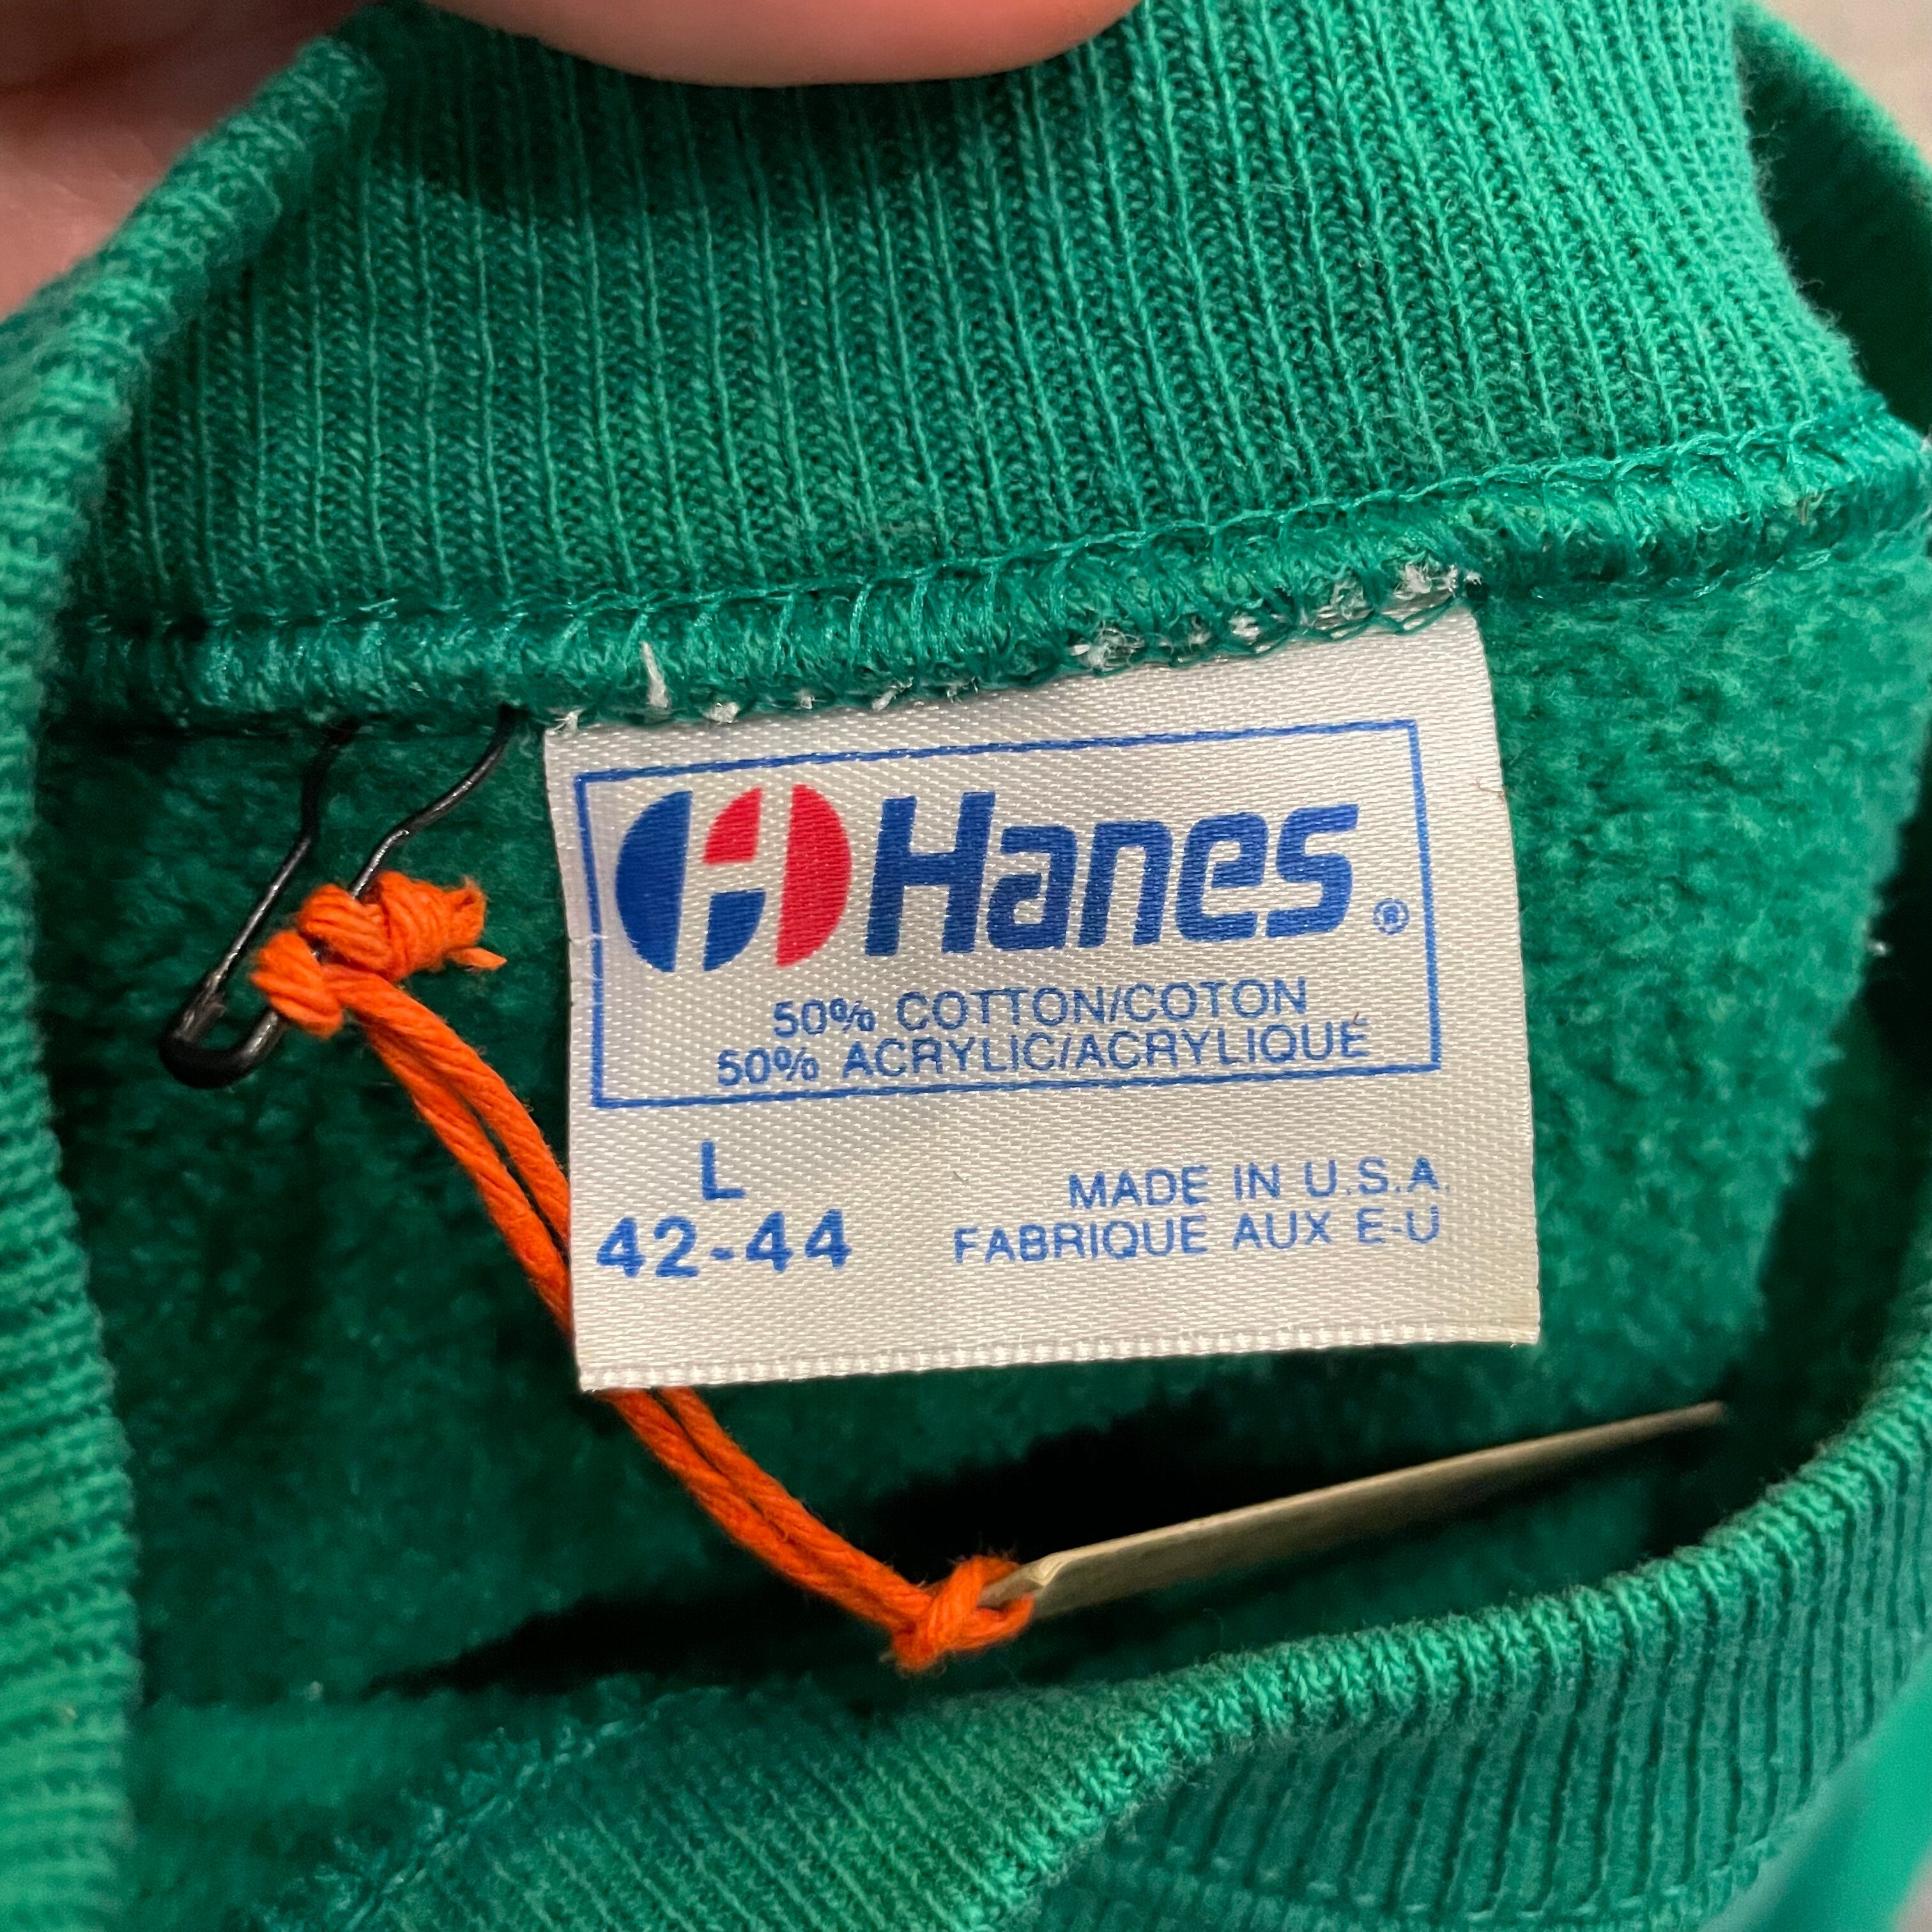 Hanes®
50% COTTON/COTON
50% ACRYLIC/ACRYLIQUE
L
42-44
MADE IN U.S.A.
FABRIQUE AUX E-U